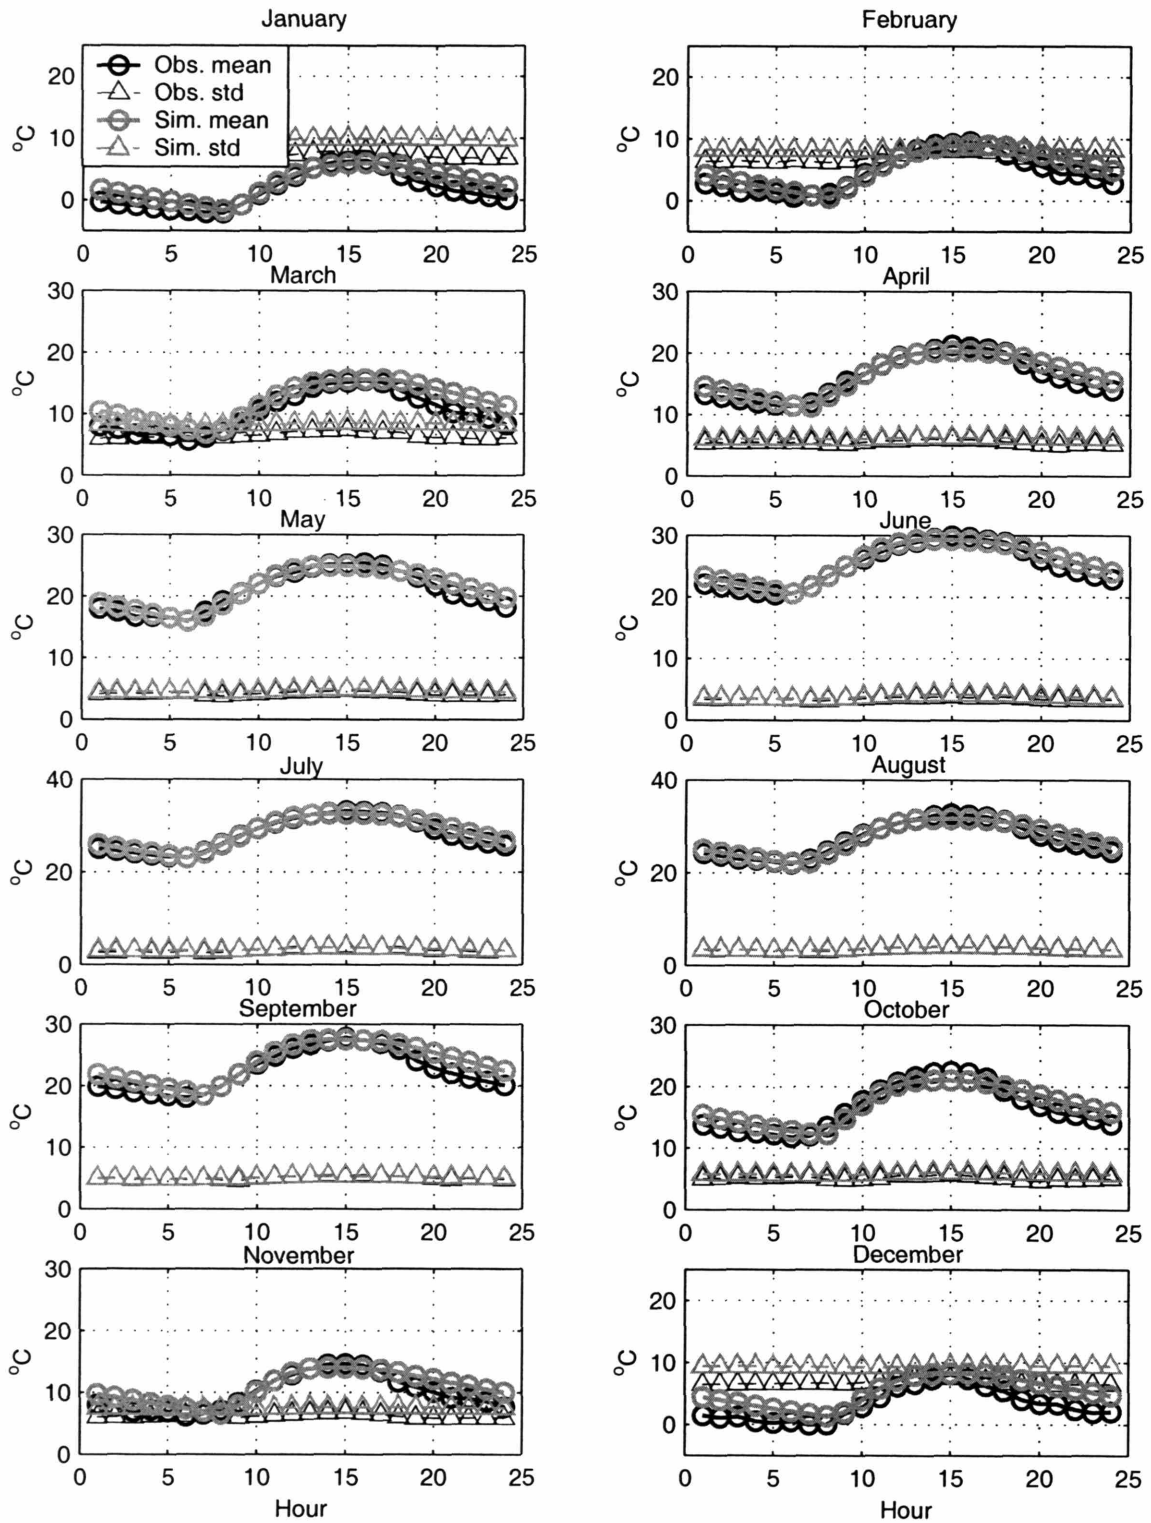 January
February
20
10
0
°C
Obs. mean
Obs. std
Sim. mean
Sim. std
0 5 10 15 20 25
20
10
0
°C
0 5 10 15 20 25
March
April
30
20
10
0
°C
0 5 10 15 20 25
30
20
10
0
°C
0 5 10 15 20 25
May
June
30
20
10
0
°C
0 5 10 15 20 25
30
20
10
0
°C
0 5 10 15 20 25
July
August
40
20
0
°C
0 5 10 15 20 25
40
20
0
°C
0 5 10 15 20 25
September
October
30
20
10
0
°C
0 5 10 15 20 25
30
20
10
0
°C
0 5 10 15 20 25
November
December
30
20
10
0
°C
0 5 10 15 20 25
Hour
20
10
0
°C
0 5 10 15 20 25
Hour